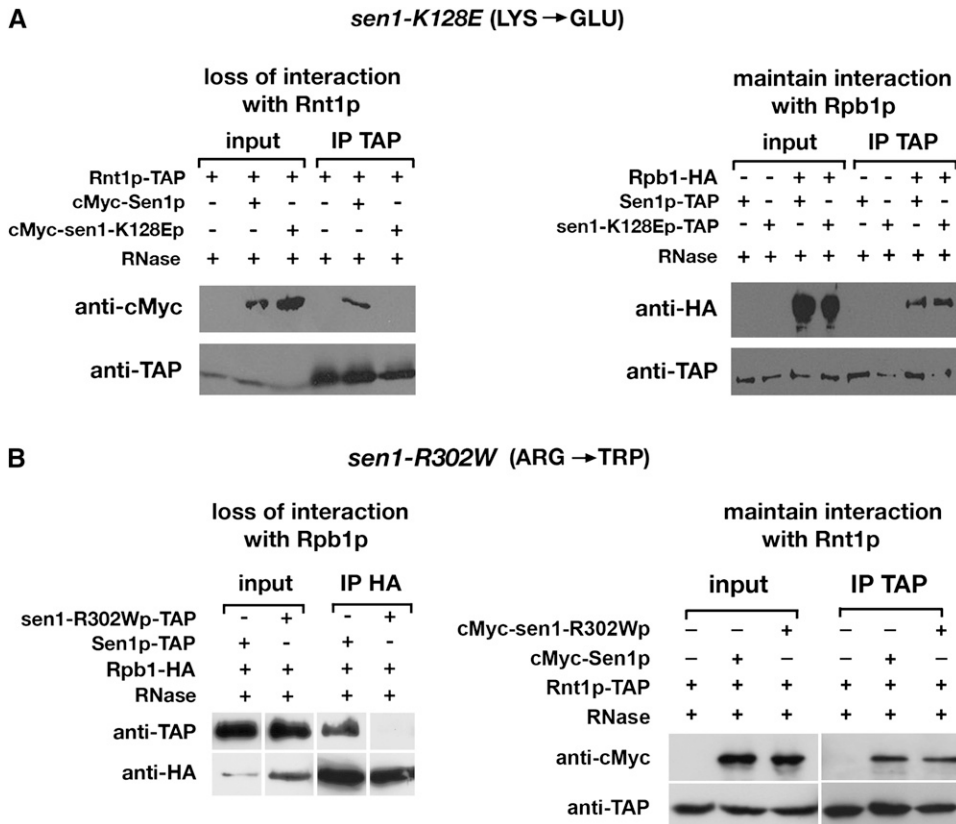 A
sen1-K128E (LYS → GLU)
loss of interaction
with Rnt1p
input IP TAP
Rnt1p-TAP + + + + + +
cMyc-Sen1p - + - - + -
cMyc-sen1-K128Ep - - + - - +
RNase + + + + + +
anti-cMyc
anti-TAP
maintain interaction
with Rpb1p
input IP TAP
Rpb1-HA - - + + - - + +
Sen1p-TAP + - + - + - + -
sen1-K128Ep-TAP - + - + - + - +
RNase + + + + + + + +
anti-HA
anti-TAP
B
sen1-R302W (ARG → TRP)
loss of interaction
with Rpb1p
input IP HA
sen1-R302Wp-TAP - + - +
Sen1p-TAP + - + -
Rpb1-HA + + + +
RNase + + + +
anti-TAP
anti-HA
maintain interaction
with Rnt1p
input IP TAP
cMyc-sen1-R302Wp – – + – – +
cMyc-Sen1p – + – – + –
Rnt1p-TAP + + + + + +
RNase + + + + + +
anti-cMyc
anti-TAP